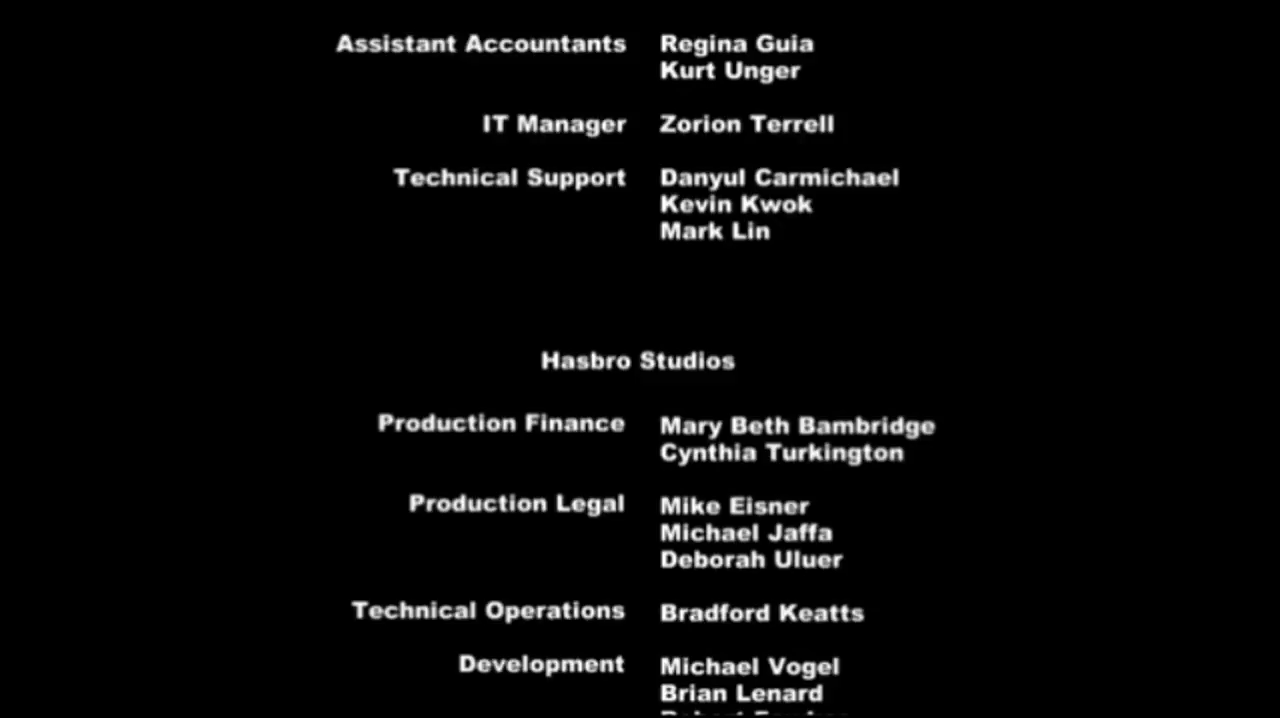 Assistant Accountants Regina Guia
Kurt Unger
IT Manager Zorion Terrell
Technical Support Danyul Carmichael
Kevin Kwok
Mark Lin
Hasbro Studios
Production Finance Mary Beth Bambridge
Cynthia Turkington
Production Legal Mike Eisner
Michael Jaffa
Deborah Uluer
Technical Operations Bradford Keatts
Development Michael Vogel
Brian Lenard